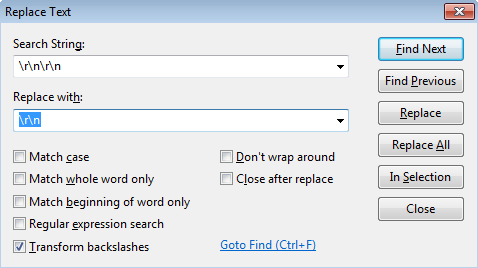 Replace Text
Search String:
\r\n\r\n
Replace with:
\r\n
Match case
Match whole word only
Match beginning of word only
Regular expression search
Transform backslashes
Don't wrap around
Close after replace
Goto Find (Ctrl+F)
Find Next
Find Previous
Replace
Replace All
In Selection
Close